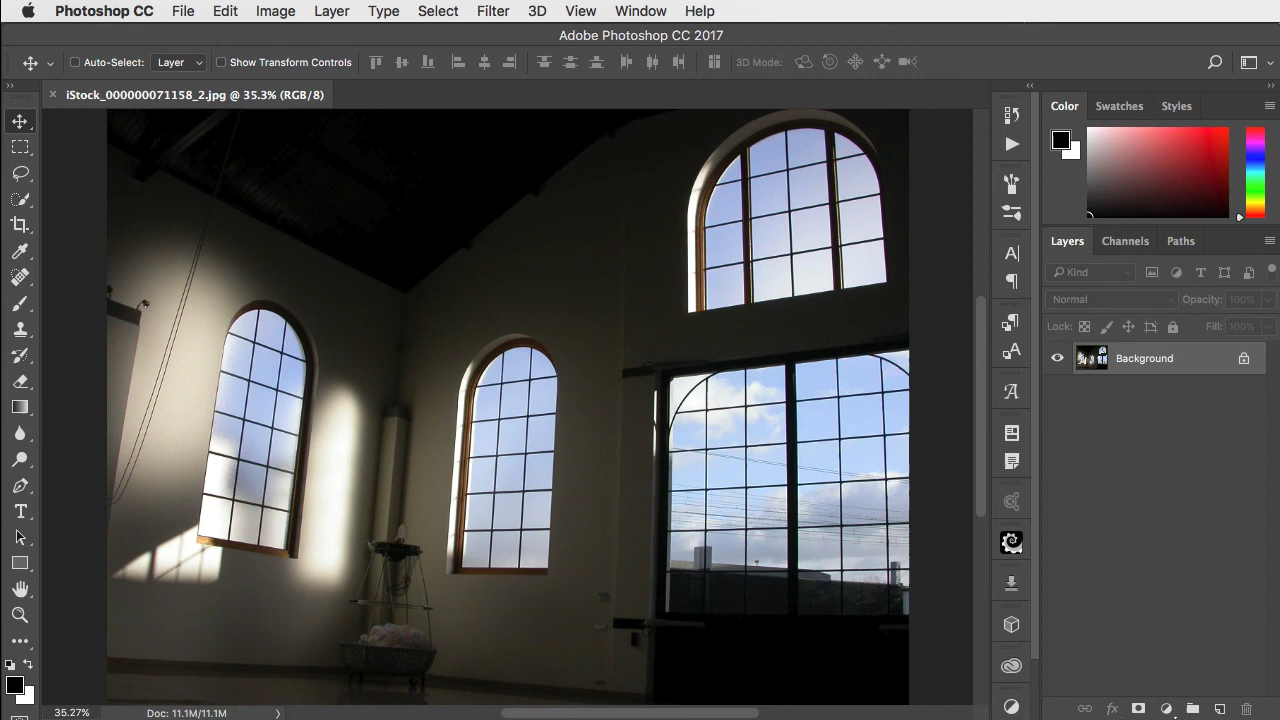 Photoshop CC File Edit Image Layer Type Select Filter 3D View Window Help
Adobe Photoshop CC 2017
Auto-Select: Layer Show Transform Controls 3D Mode:
iStock_000000071158_2.jpg @ 35.3% (RGB/8)
Color Swatches Styles
Layers Channels Paths
Kind
Normal Opacity: 100%
Lock: Fill: 100%
Background
35.27% Doc: 11.1M/11.1M